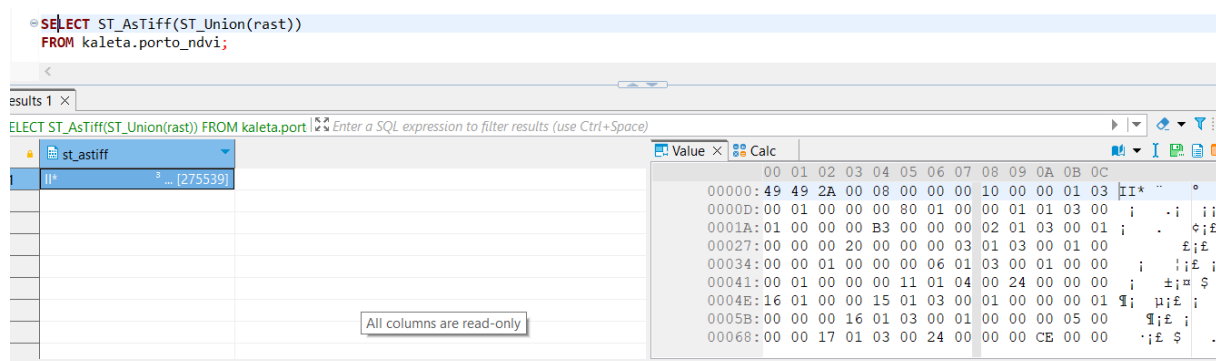 SELECT ST_AsTiff(ST_Union(rast))
FROM kaleta.porto_ndvi;
esults 1
ELECT ST_AsTiff(ST_Union(rast)) FROM kaleta.port Enter a SQL expression to filter results (use Ctrl+Space)
st_astiff
1 II* ³ ... [275539]
All columns are read-only
Value Calc
00 01 02 03 04 05 06 07 08 09 0A 0B 0C
00000: 49 49 2A 00 08 00 00 00 10 00 00 01 03 II* ¨ °
0000D: 00 01 00 00 00 80 01 00 00 01 01 03 00 ¡ .¡ ¡¡
0001A: 01 00 00 00 B3 00 00 00 02 01 03 00 01 ¡ . ¢¡£
00027: 00 00 00 20 00 00 00 03 01 03 00 01 00 £¡£
00034: 00 00 01 00 00 00 06 01 03 00 01 00 00 ¡ ¦¡£ ¡
00041: 00 01 00 00 00 11 01 04 00 24 00 00 00 ¡ ±¡¤ $
0004E: 16 01 00 00 15 01 03 00 01 00 00 00 01 ¶¡ µ¡£ ¡
0005B: 00 00 00 16 01 03 00 01 00 00 00 05 00 ¶¡£ ¡
00068: 00 00 17 01 03 00 24 00 00 00 CE 00 00 ·¡£ $ .